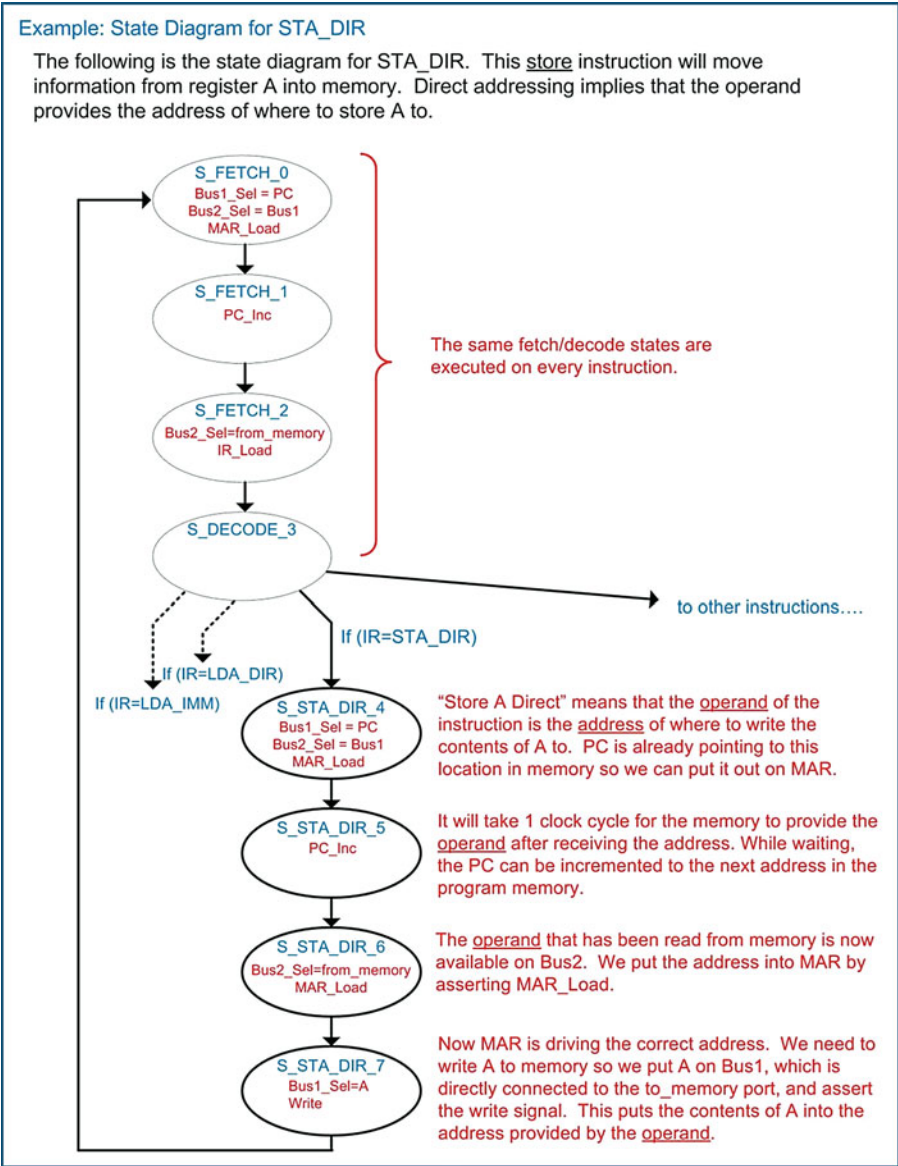 Example: State Diagram for STA_DIR
The following is the state diagram for STA_DIR. This store instruction will move
information from register A into memory. Direct addressing implies that the operand
provides the address of where to store A to.
S_FETCH_0
Bus1_Sel = PC
Bus2_Sel = Bus1
MAR_Load
S_FETCH_1
PC_Inc
The same fetch/decode states are
executed on every instruction.
S_FETCH_2
Bus2_Sel=from_memory
IR_Load
S_DECODE_3
to other instructions....
If (IR=STA_DIR)
If (IR=LDA_DIR)
If (IR=LDA_IMM)
S_STA_DIR_4
Bus1_Sel = PC
Bus2_Sel = Bus1
MAR_Load
“Store A Direct” means that the operand of the
instruction is the address of where to write the
contents of A to. PC is already pointing to this
location in memory so we can put it out on MAR.
S_STA_DIR_5
PC_Inc
It will take 1 clock cycle for the memory to provide the
operand after receiving the address. While waiting,
the PC can be incremented to the next address in the
program memory.
S_STA_DIR_6
Bus2_Sel=from_memory
MAR_Load
The operand that has been read from memory is now
available on Bus2. We put the address into MAR by
asserting MAR_Load.
S_STA_DIR_7
Bus1_Sel=A
Write
Now MAR is driving the correct address. We need to
write A to memory so we put A on Bus1, which is
directly connected to the to_memory port, and assert
the write signal. This puts the contents of A into the
address provided by the operand.